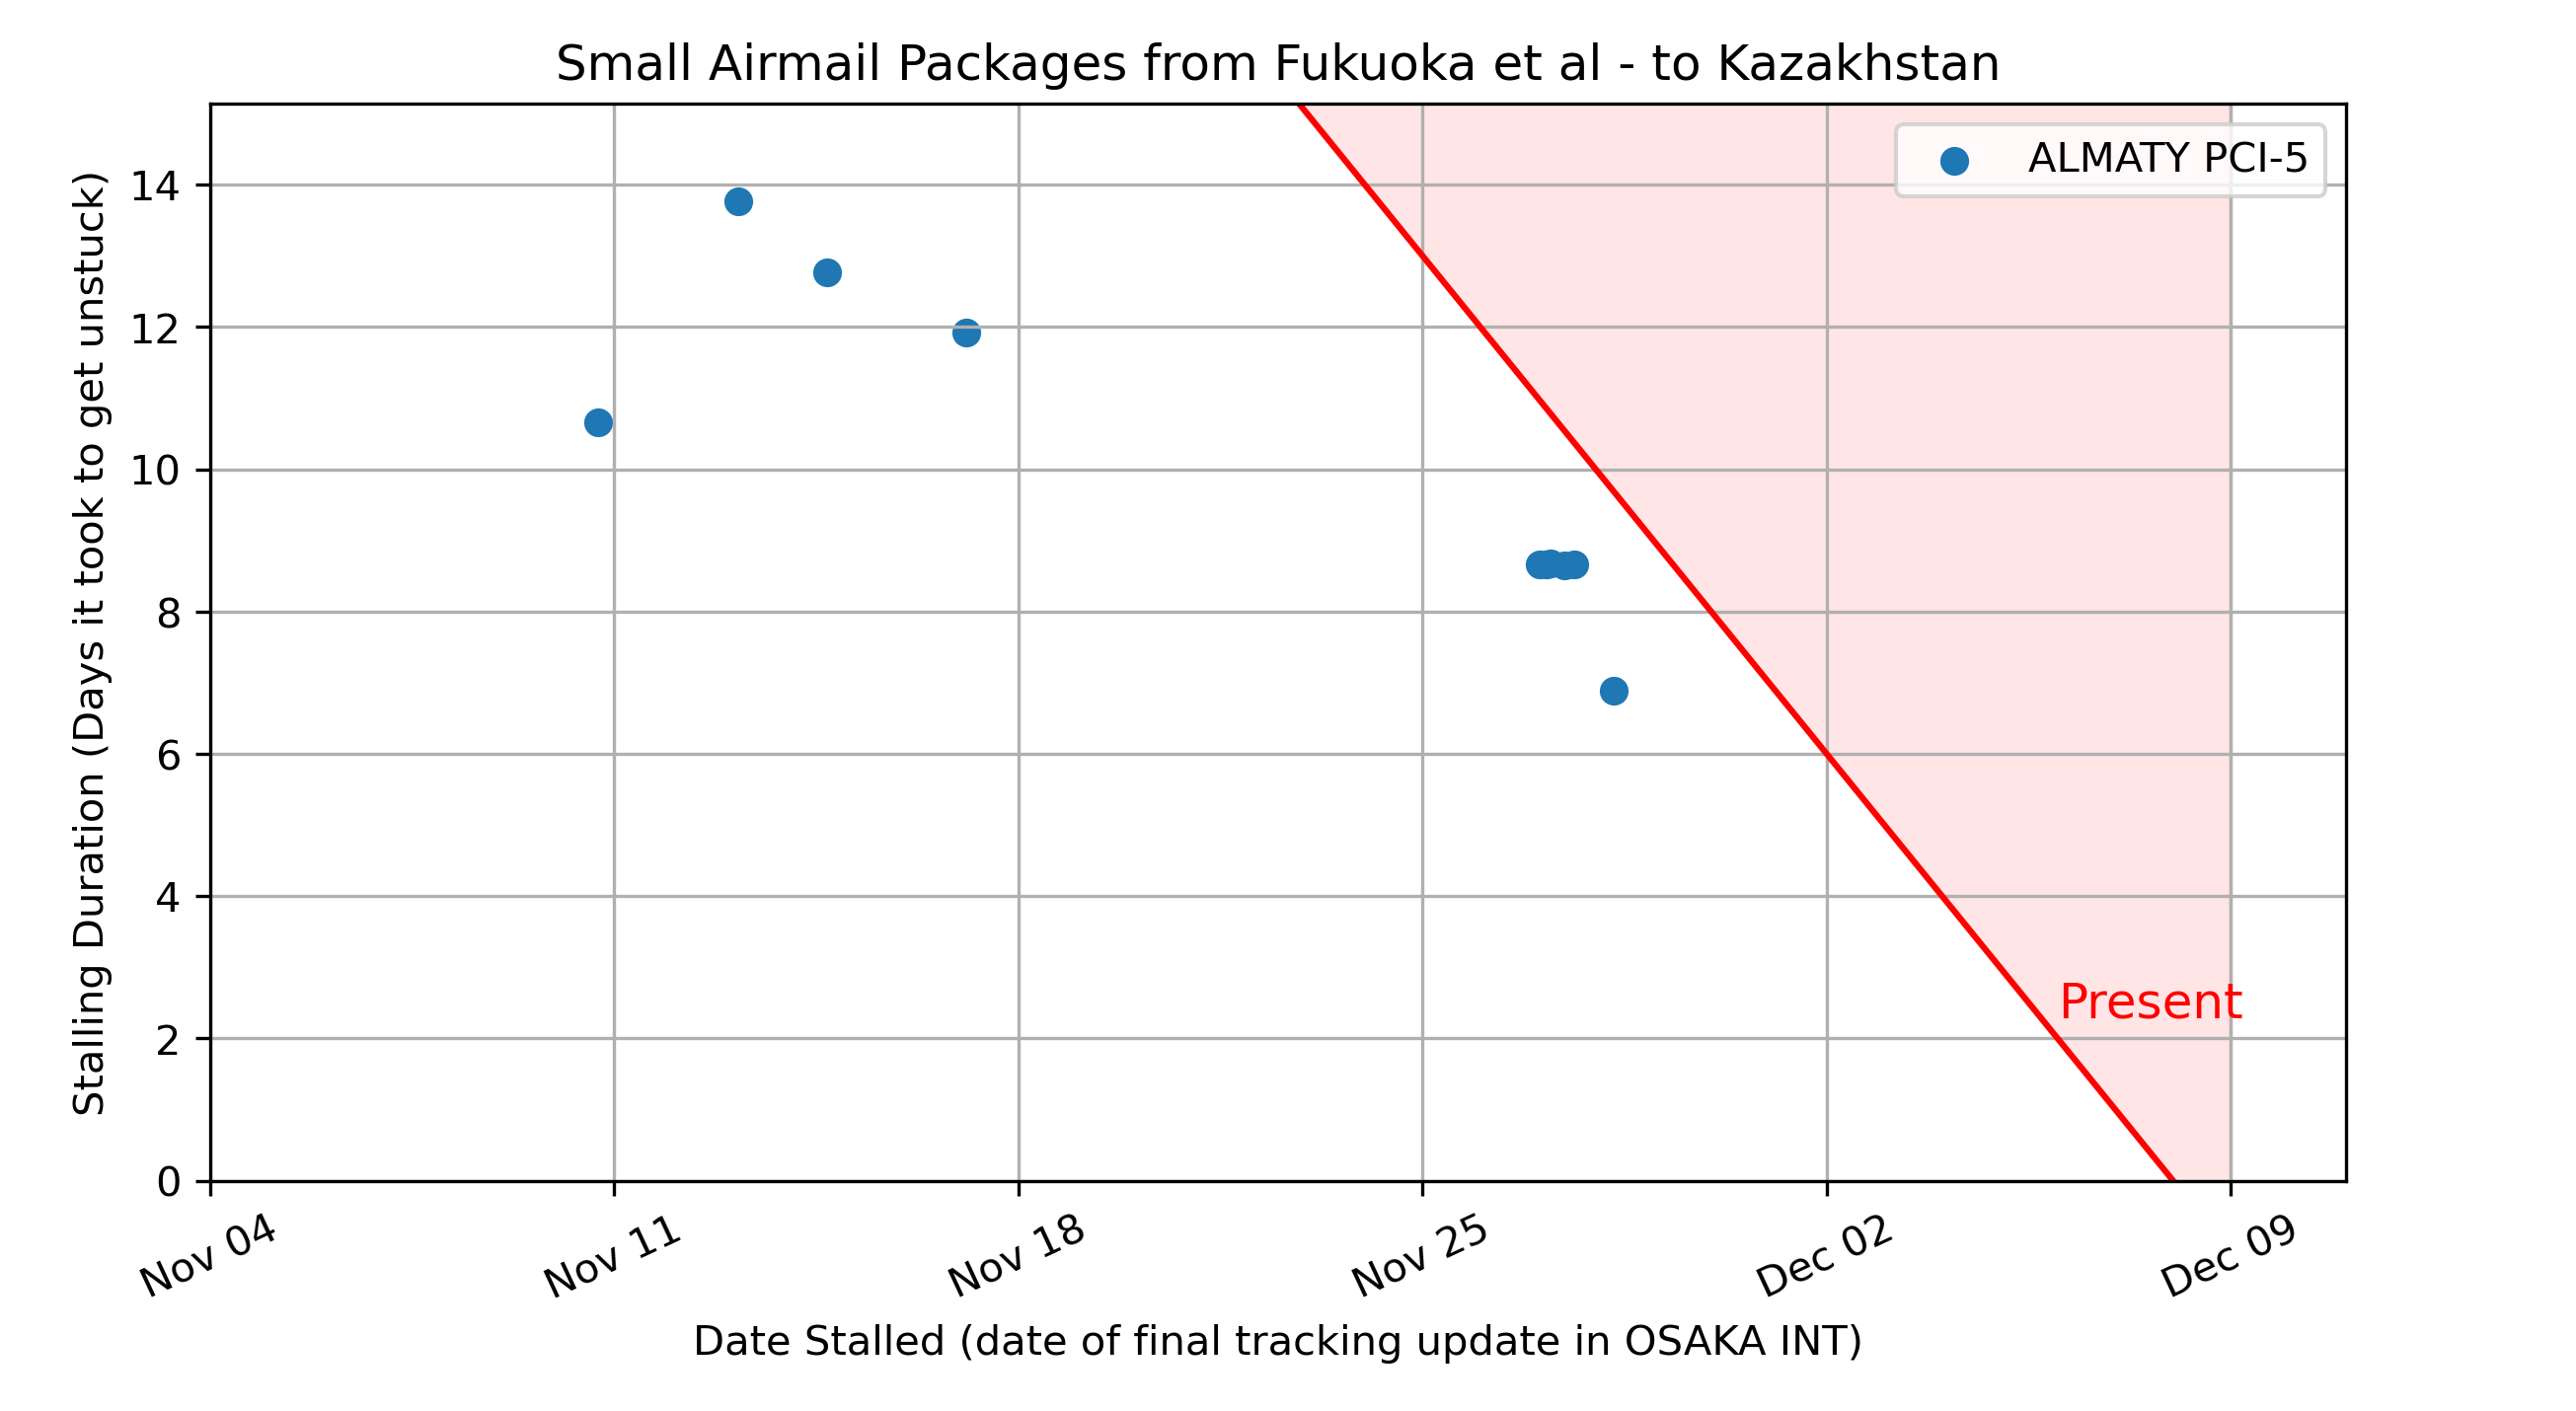 Small Airmail Packages from Fukuoka et al - to Kazakhstan
ALMATY PCI-5
Stalling Duration (Days it took to get unstuck)
14
12
10
8
6
4
2
0
Present
Nov 04
Nov 11
Nov 18
Nov 25
Dec 02
Dec 09
Date Stalled (date of final tracking update in OSAKA INT)